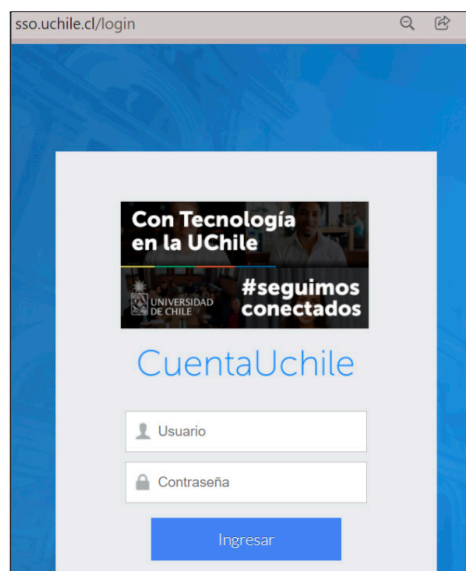 sso.uchile.cl/login
Con Tecnología
en la UChile
UNIVERSIDAD
DE CHILE
#seguimos
conectados
CuentaUchile
Usuario
Contraseña
Ingresar